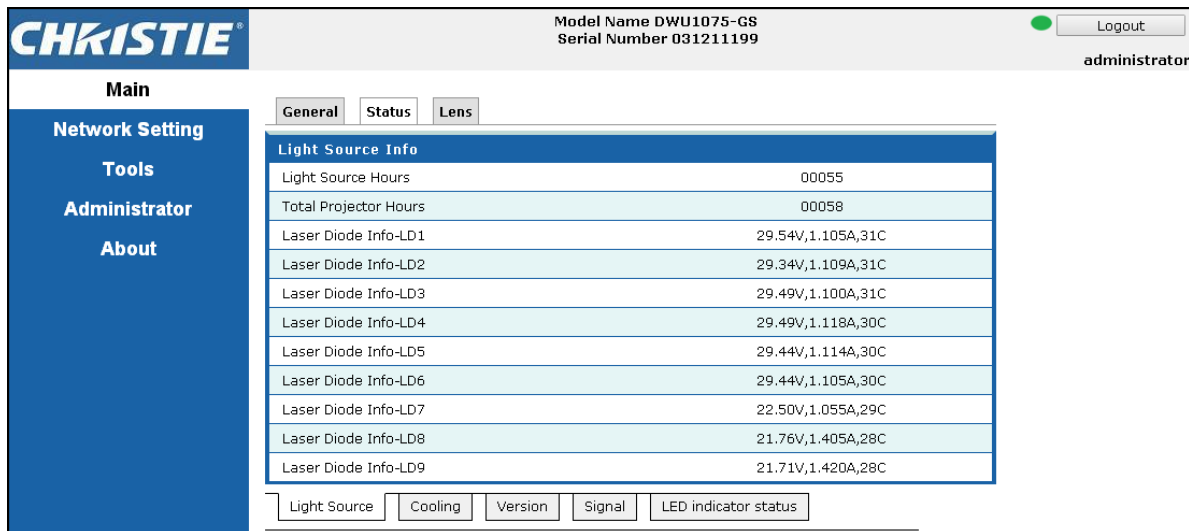 CHRISTIE®
Model Name DWU1075-GS
Serial Number 031211199
Logout
administrator
Main
Network Setting
Tools
Administrator
About
General Status Lens
Light Source Info
Light Source Hours 00055
Total Projector Hours 00058
Laser Diode Info-LD1 29.54V,1.105A,31C
Laser Diode Info-LD2 29.34V,1.109A,31C
Laser Diode Info-LD3 29.49V,1.100A,31C
Laser Diode Info-LD4 29.49V,1.118A,30C
Laser Diode Info-LD5 29.44V,1.114A,30C
Laser Diode Info-LD6 29.44V,1.105A,30C
Laser Diode Info-LD7 22.50V,1.055A,29C
Laser Diode Info-LD8 21.76V,1.405A,28C
Laser Diode Info-LD9 21.71V,1.420A,28C
Light Source Cooling Version Signal LED indicator status